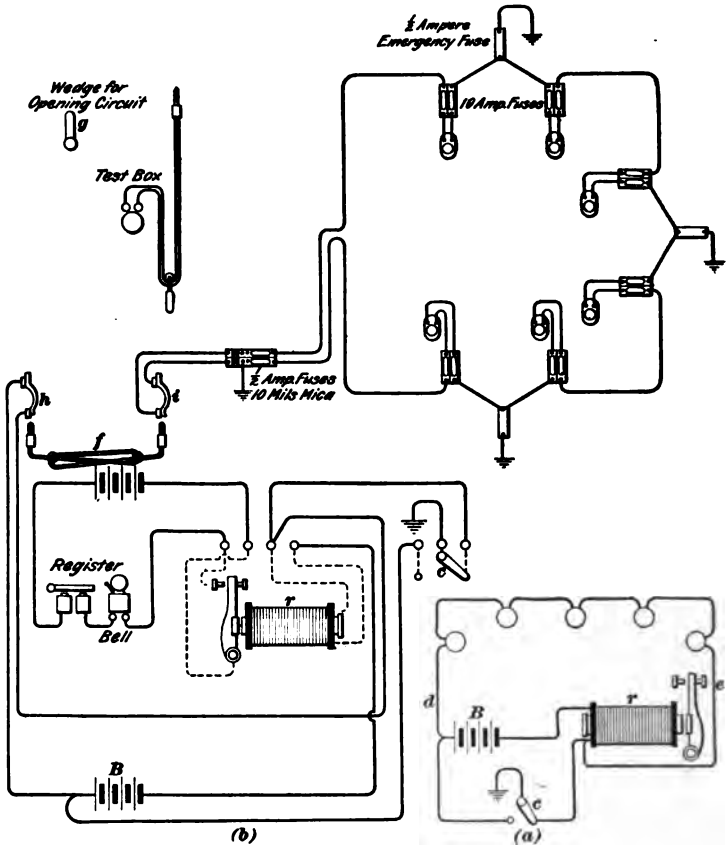 ½ Ampere
Emergency Fuse
Wedge for
Opening Circuit
g
10 Amp. Fuses
Test Box
h
i
½ Amp. Fuses
10 Mils Mica
f
Register
Bell
r
B
(b)
r
d
e
B
c
(a)